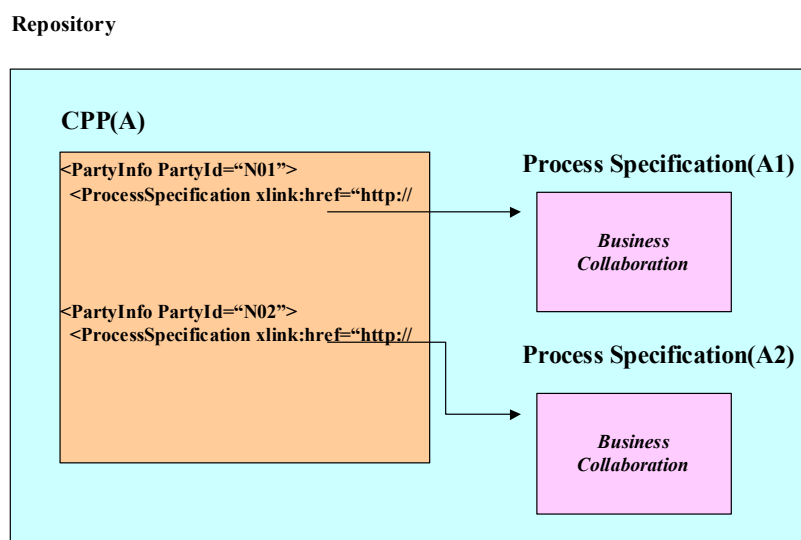 Repository
CPP(A)
<PartyInfo PartyId=“N01”>
<ProcessSpecification xlink:href=“http://
Process Specification(A1)
Business
Collaboration
<PartyInfo PartyId=“N02”>
<ProcessSpecification xlink:href=“http://
Process Specification(A2)
Business
Collaboration